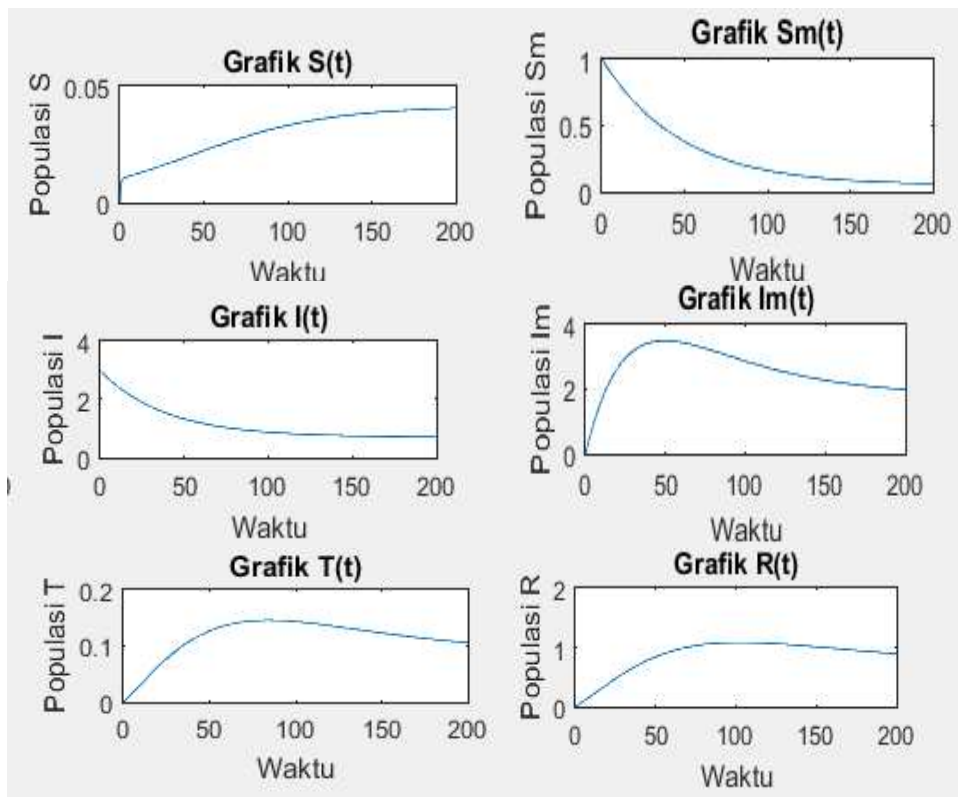 Grafik S(t)
Populasi S
0.05
0
0 50 100 150 200
Waktu
Grafik Sm(t)
Populasi Sm
1
0.5
0
0 50 100 150 200
Waktu
Grafik I(t)
Populasi I
4
2
0
0 50 100 150 200
Waktu
Grafik Im(t)
Populasi Im
4
2
0
0 50 100 150 200
Waktu
Grafik T(t)
Populasi T
0.2
0.1
0
0 50 100 150 200
Waktu
Grafik R(t)
Populasi R
2
1
0
0 50 100 150 200
Waktu